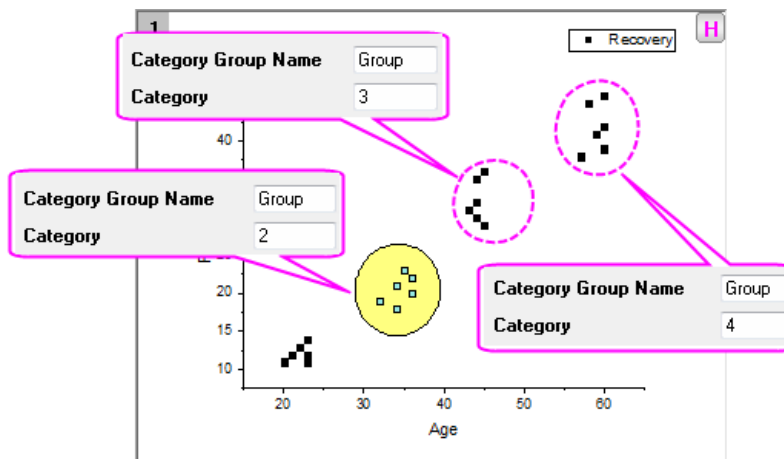 1
H
Recovery
Category Group Name Group
Category 3
40
Category Group Name Group
Category 2
20
15
10
Category Group Name Group
Category 4
20 30 40 50 60
Age